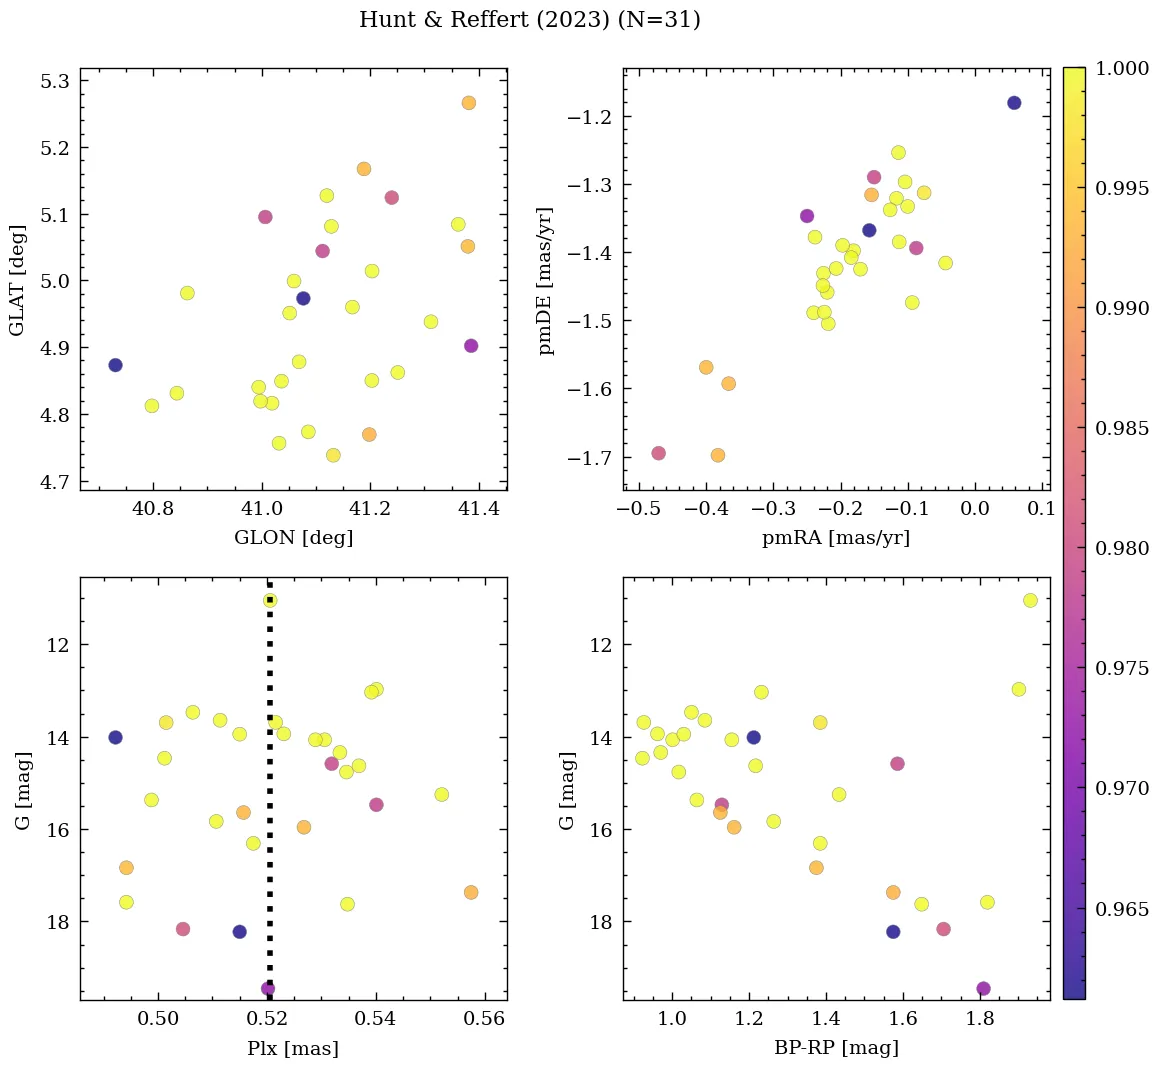 Hunt & Reffert (2023) (N=31)
5.3
5.2
5.1
5.0
4.9
4.8
4.7
GLAT [deg]
40.8 41.0 41.2 41.4
GLON [deg]
−1.2
−1.3
−1.4
−1.5
−1.6
−1.7
pmDE [mas/yr]
−0.5 −0.4 −0.3 −0.2 −0.1 0.0 0.1
pmRA [mas/yr]
12
14
16
18
G [mag]
0.50 0.52 0.54 0.56
Plx [mas]
12
14
16
18
G [mag]
1.0 1.2 1.4 1.6 1.8
BP-RP [mag]
1.000
0.995
0.990
0.985
0.980
0.975
0.970
0.965